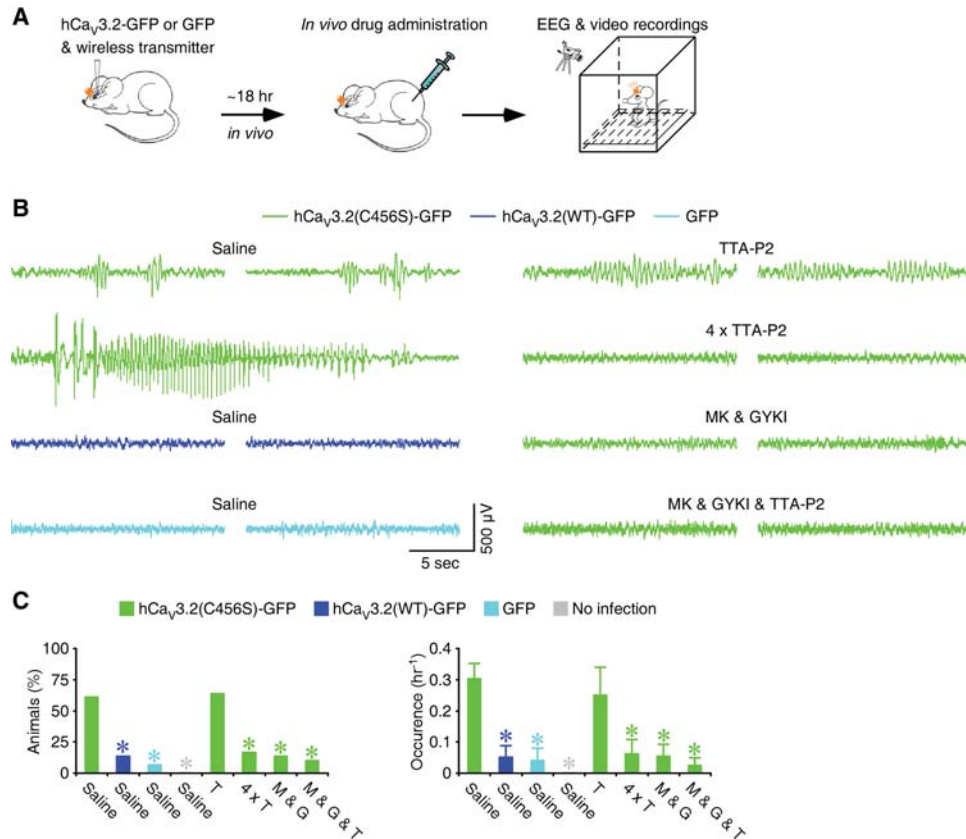 A
hCaV3.2-GFP or GFP
& wireless transmitter
In vivo drug administration
EEG & video recordings
~18 hr
in vivo
B
hCaV3.2(C456S)-GFP
hCaV3.2(WT)-GFP
GFP
Saline
TTA-P2
4 x TTA-P2
Saline
MK & GYKI
Saline
MK & GYKI & TTA-P2
500 µV
5 sec
C
hCaV3.2(C456S)-GFP
hCaV3.2(WT)-GFP
GFP
No infection
Animals (%)
100
75
50
25
0
*
*
*
*
*
*
Saline
Saline
Saline
Saline
T
4 x T
M & G
M & G & T
Occurence (hr⁻¹)
0.4
0.3
0.2
0.1
0
*
*
*
*
*
*
Saline
Saline
Saline
Saline
T
4 x T
M & G
M & G & T